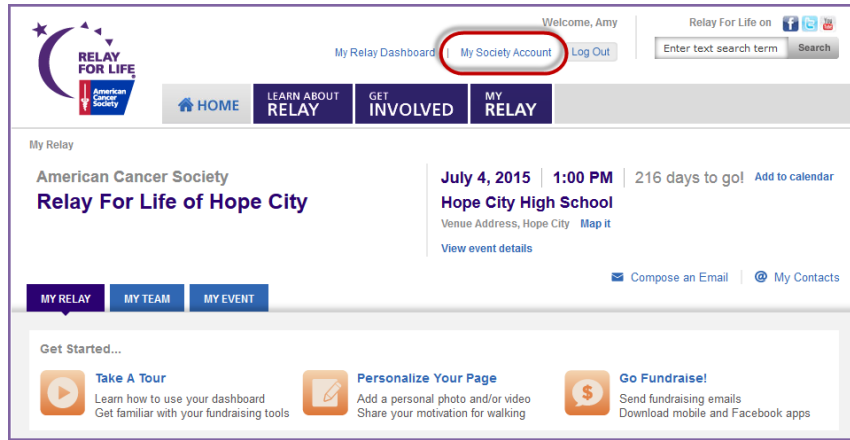 Welcome, Amy
Relay For Life on
My Relay Dashboard | My Society Account Log Out
Enter text search term Search
RELAY
FOR LIFE
American
Cancer
Society
HOME
LEARN ABOUT
RELAY
GET
INVOLVED
MY
RELAY
My Relay
American Cancer Society
Relay For Life of Hope City
July 4, 2015 | 1:00 PM | 216 days to go! Add to calendar
Hope City High School
Venue Address, Hope City Map it
View event details
Compose an Email | @ My Contacts
MY RELAY MY TEAM MY EVENT
Get Started...
Take A Tour
Learn how to use your dashboard
Get familiar with your fundraising tools
Personalize Your Page
Add a personal photo and/or video
Share your motivation for walking
$
Go Fundraise!
Send fundraising emails
Download mobile and Facebook apps